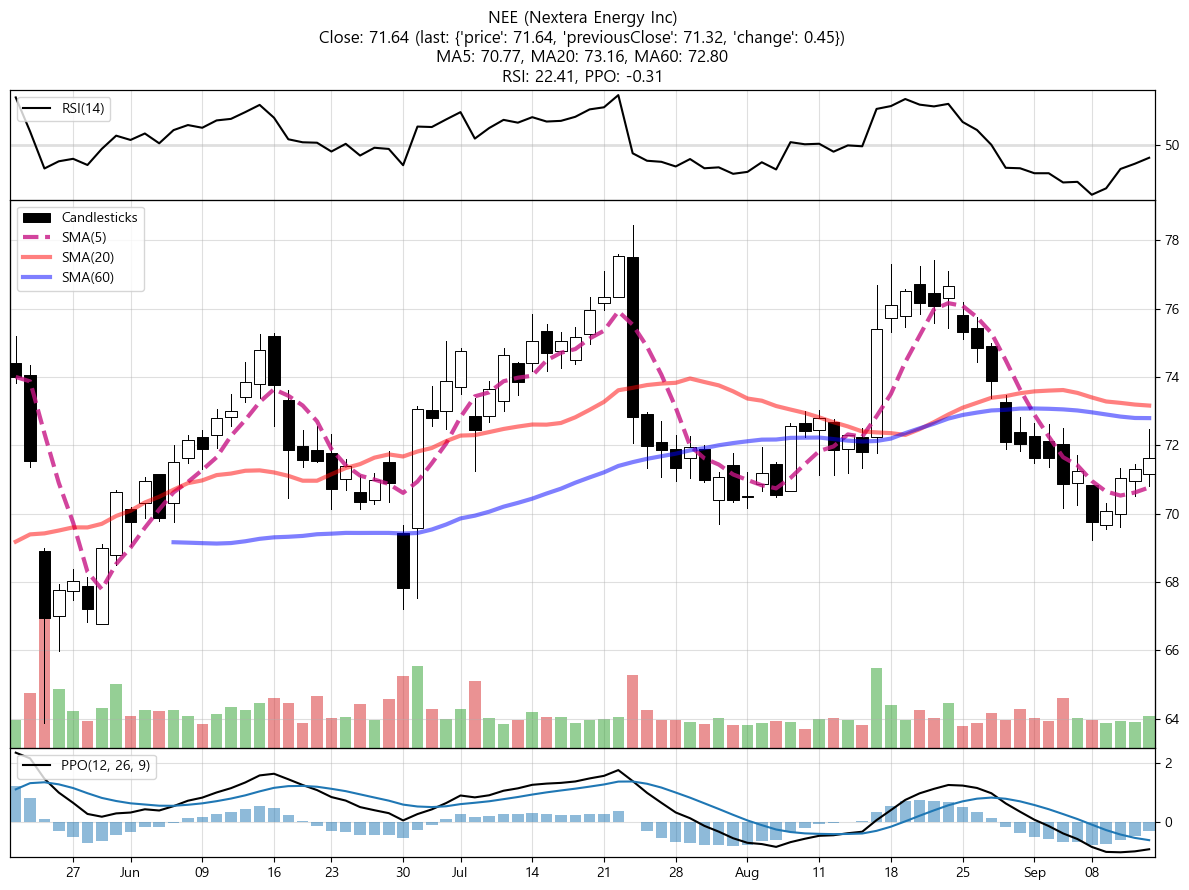 NEE (Nextera Energy Inc)
Close: 71.64 (last: {'price': 71.64, 'previousClose': 71.32, 'change': 0.45})
MA5: 70.77, MA20: 73.16, MA60: 72.80
RSI: 22.41, PPO: -0.31
RSI(14)
50
Candlesticks
SMA(5)
SMA(20)
SMA(60)
78
76
74
72
70
68
66
64
PPO(12, 26, 9)
2
0
27 Jun 09 16 23 30 Jul 14 21 28 Aug 11 18 25 Sep 08